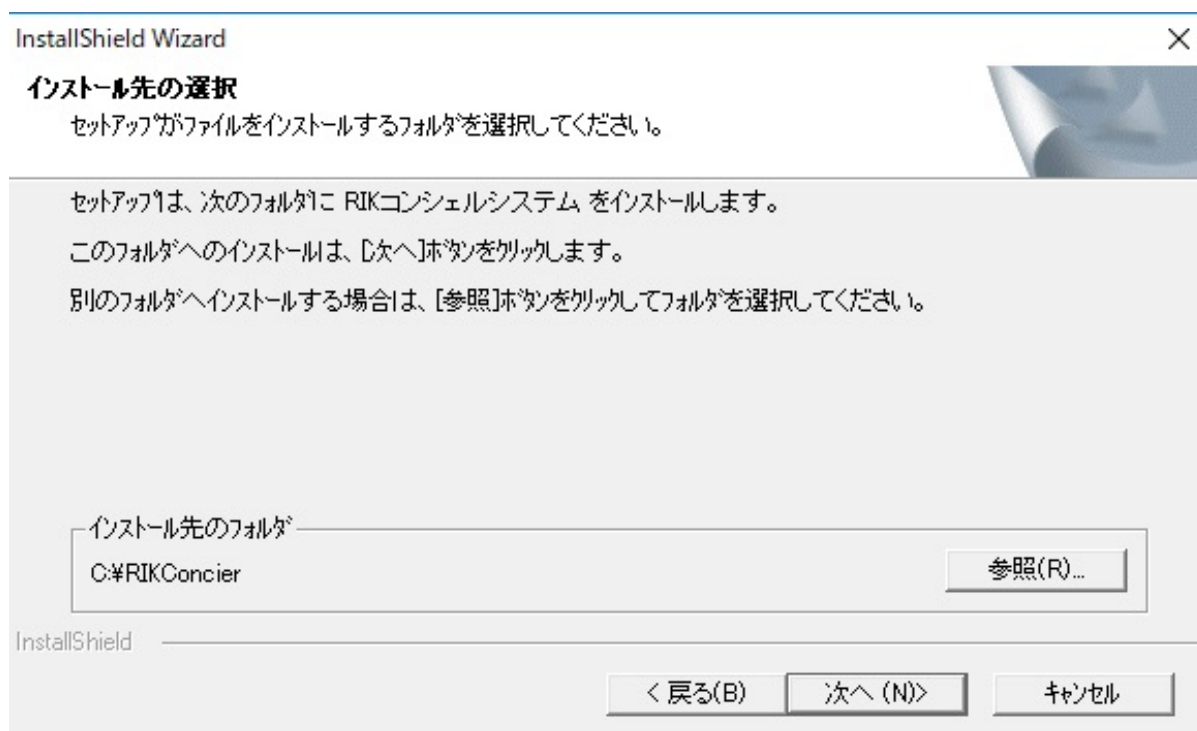 InstallShield Wizard
インストール先の選択
セットアップがファイルをインストールするフォルダを選択してください。
セットアップは、次のフォルダに RIKコンシェルシステム をインストールします。
このフォルダへのインストールは、[次へ]ボタンをクリックします。
別のフォルダへインストールする場合は、[参照]ボタンをクリックしてフォルダを選択してください。
インストール先のフォルダ
C:¥RIKConcier
参照(R)...
InstallShield
< 戻る(B)
次へ (N)>
キャンセル